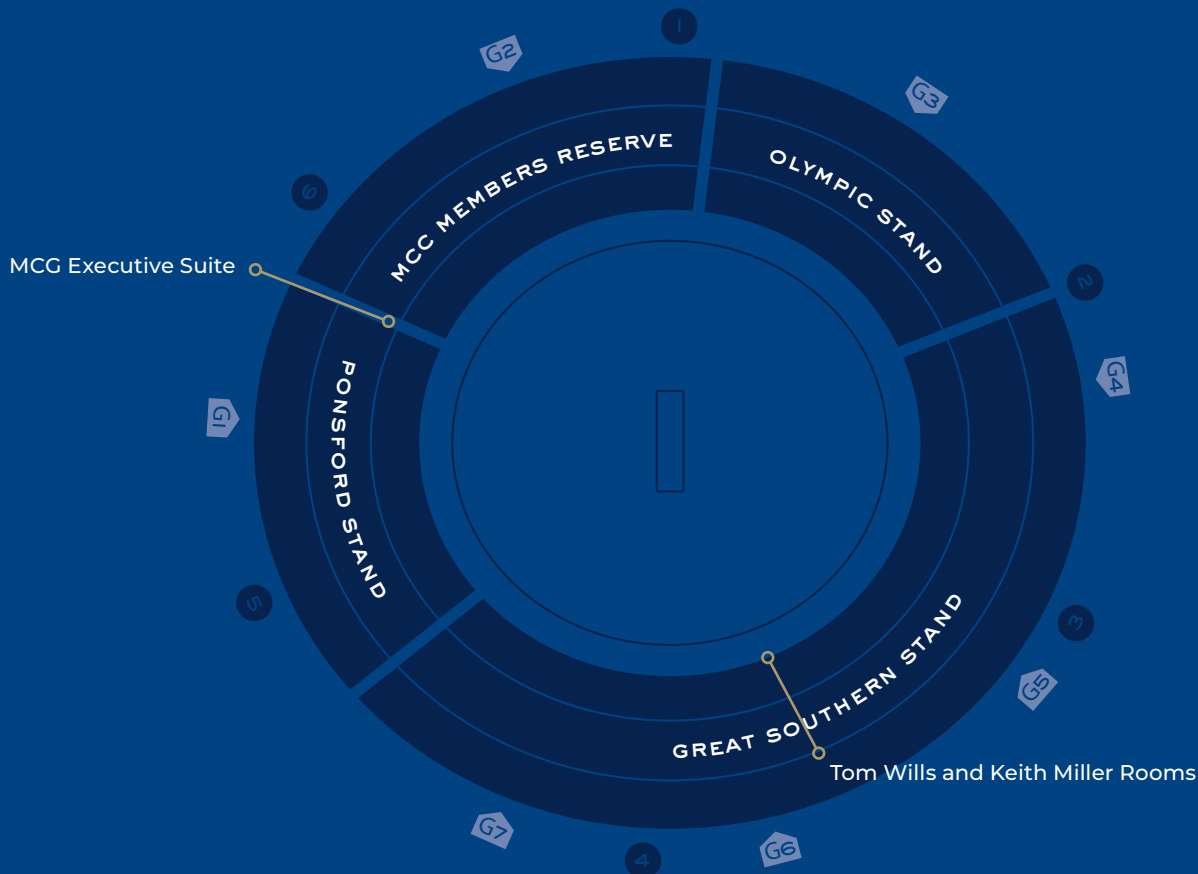 1
G2
G3
MCC MEMBERS RESERVE
OLYMPIC STAND
6
MCG Executive Suite
2
G4
PONSFORD STAND
G1
5
3
GREAT SOUTHERN STAND
G5
Tom Wills and Keith Miller Rooms
G7
4
G6